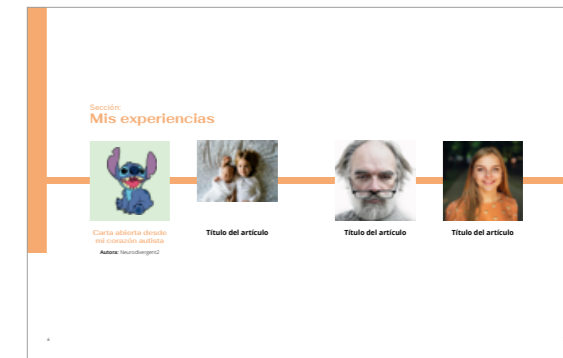 Sección:
Mis experiencias
Carta abierta desde
mi corazón autista
Autora: Neurodivergent2
Título del artículo
Título del artículo
Título del artículo